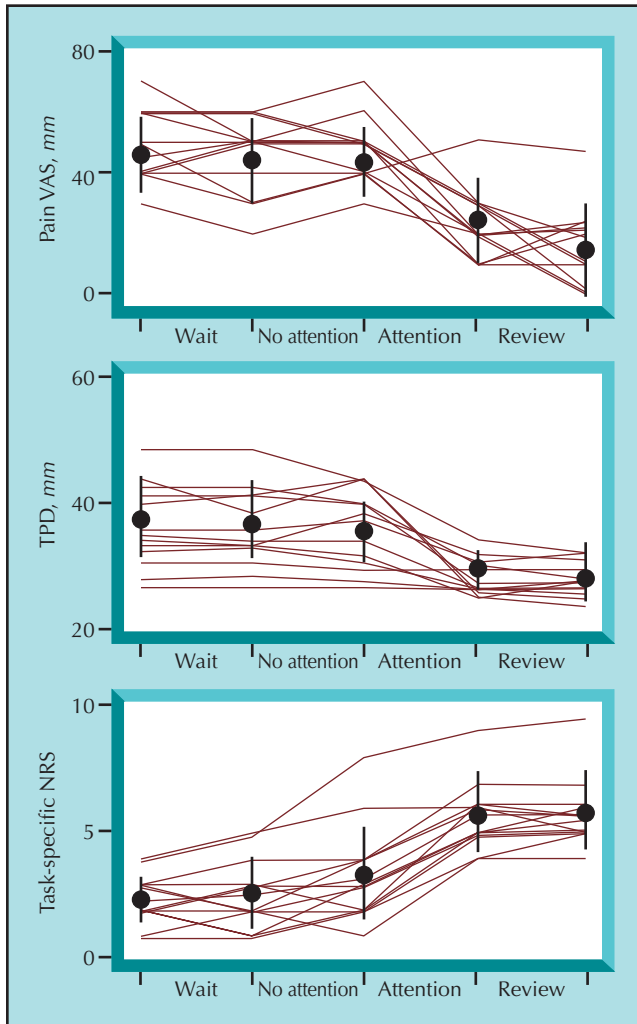 80
Pain VAS, mm
40
0
Wait No attention Attention Review
60
TPD, mm
40
20
Wait No attention Attention Review
10
Task-specific NRS
5
0
Wait No attention Attention Review